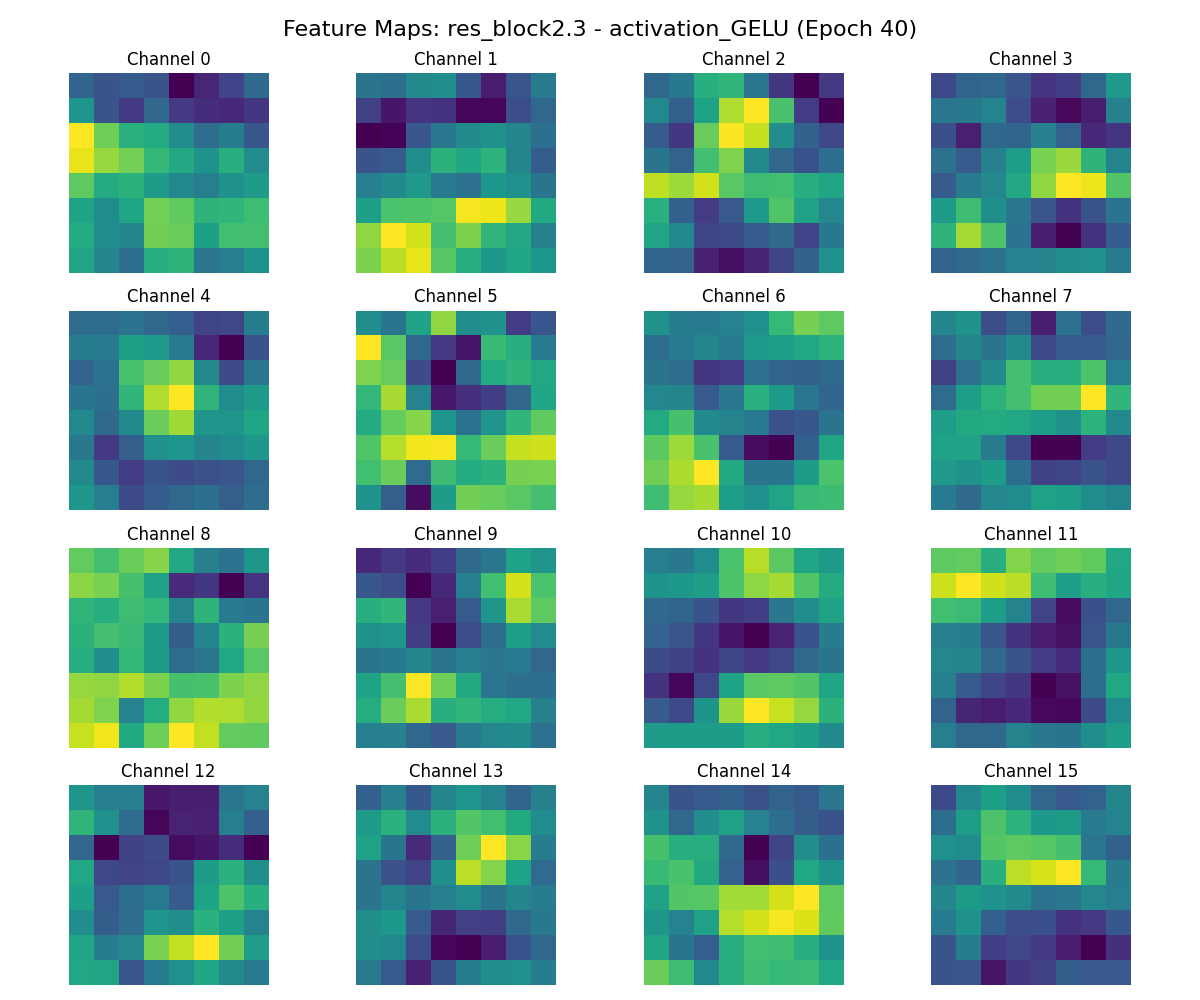 Feature Maps: res_block2.3 - activation_GELU (Epoch 40)
Channel 0 Channel 1 Channel 2 Channel 3
Channel 4 Channel 5 Channel 6 Channel 7
Channel 8 Channel 9 Channel 10 Channel 11
Channel 12 Channel 13 Channel 14 Channel 15